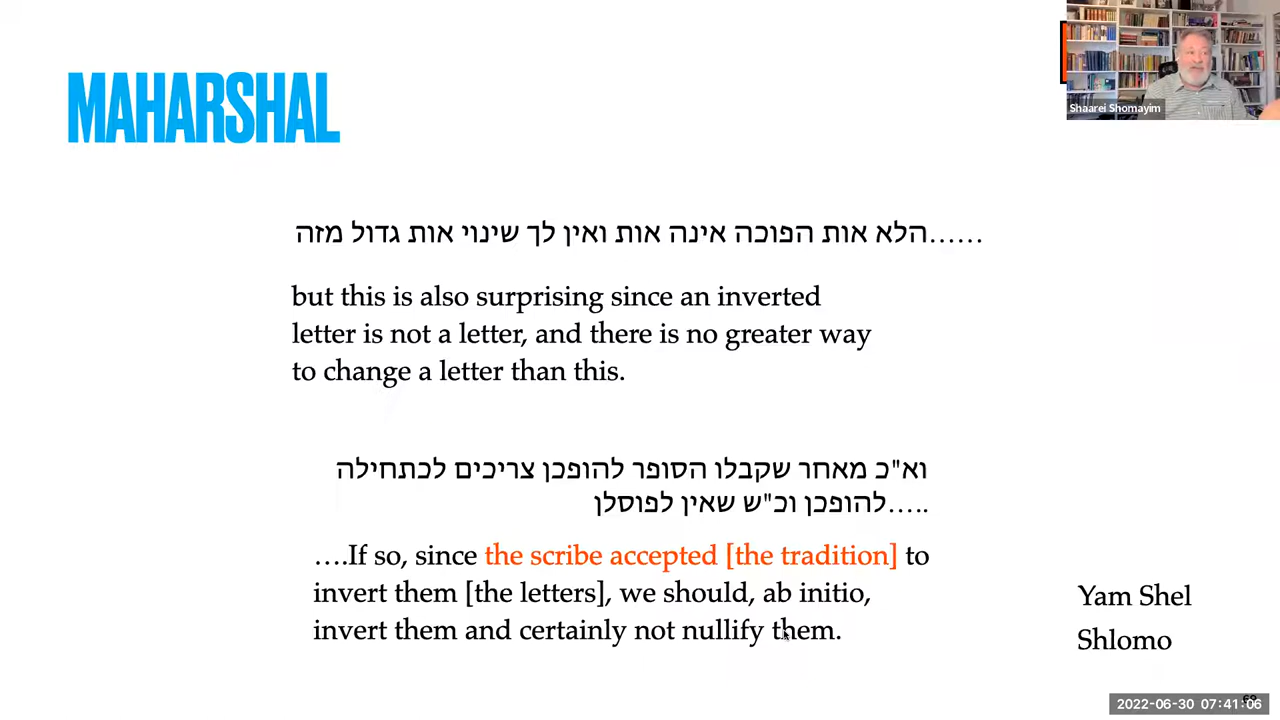 MAHARSHAL
Shaarei Shomayim
......הלא אות הפוכה אינה אות ואין לך שינוי אות גדול מזה
but this is also surprising since an inverted
letter is not a letter, and there is no greater way
to change a letter than this.
וא"כ מאחר שקבלו הסופר להופכן צריכים לכתחילה
.....להופכן וכ"ש שאין לפוסלן
....If so, since the scribe accepted [the tradition] to
invert them [the letters], we should, ab initio,
invert them and certainly not nullify them.
Yam Shel
Shlomo
2022-06-30 07:41:06